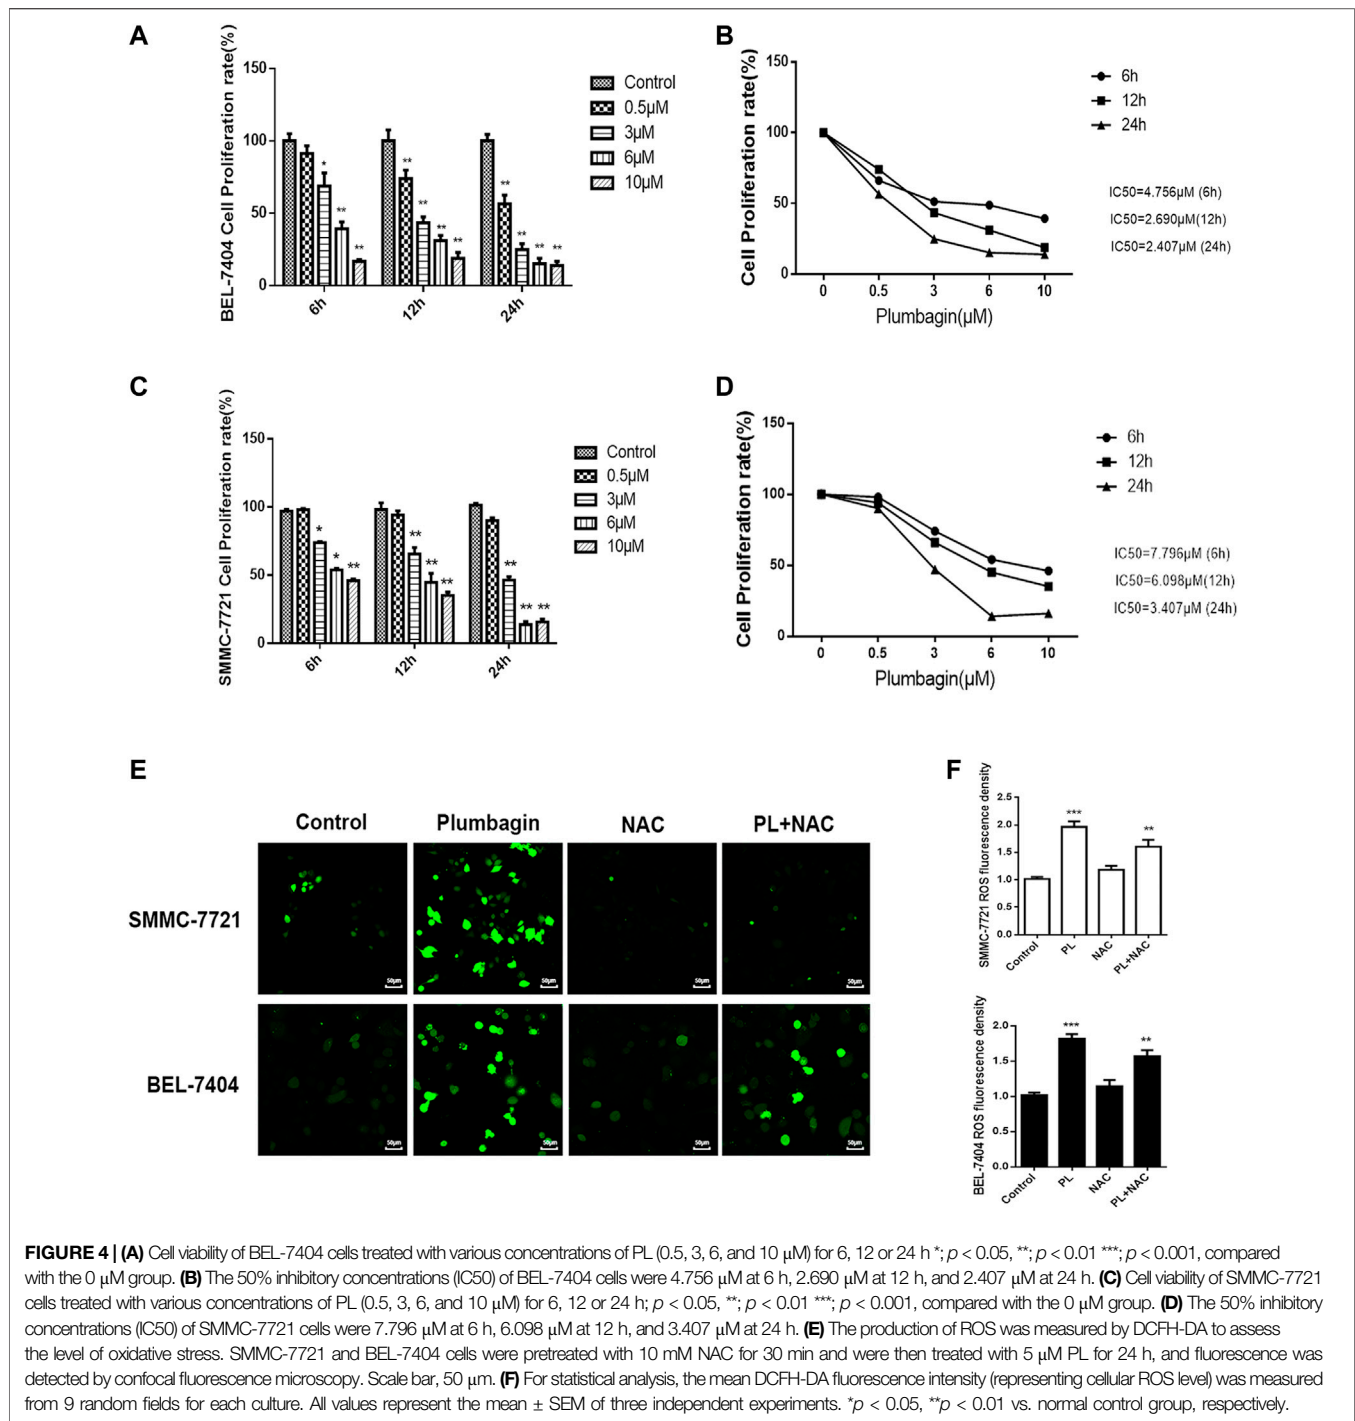 A
BEL-7404 Cell Proliferation rate(%)
150
100
50
0
* ** ** ** ** ** ** ** ** ** **
6h 12h 24h
Control
0.5µM
3µM
6µM
10µM
B
Cell Proliferation rate(%)
150
100
50
0
0 0.5 3 6 10
Plumbagin(µM)
6h
12h
24h
IC50=4.756µM (6h)
IC50=2.690µM(12h)
IC50=2.407µM (24h)
C
SMMC-7721 Cell Proliferation rate(%)
150
100
50
0
* * ** ** ** ** ** ** **
6h 12h 24h
Control
0.5µM
3µM
6µM
10µM
D
Cell Proliferation rate(%)
150
100
50
0
0 0.5 3 6 10
Plumbagin(µM)
6h
12h
24h
IC50=7.796µM (6h)
IC50=6.098µM(12h)
IC50=3.407µM (24h)
E
Control Plumbagin NAC PL+NAC
SMMC-7721
50µm 50µm 50µm 50µm
BEL-7404
50µm 50µm 50µm 50µm
F
SMMC-7721 ROS fluorescence density
2.5
2.0
1.5
1.0
0.5
0.0
*** **
Control PL NAC PL+NAC
BEL-7404 ROS fluorescence density
2.0
1.5
1.0
0.5
0.0
*** **
Control PL NAC PL+NAC
FIGURE 4 | (A) Cell viability of BEL-7404 cells treated with various concentrations of PL (0.5, 3, 6, and 10 μM) for 6, 12 or 24 h *; p < 0.05, **; p < 0.01 ***; p < 0.001, compared
with the 0 μM group. (B) The 50% inhibitory concentrations (IC50) of BEL-7404 cells were 4.756 μM at 6 h, 2.690 μM at 12 h, and 2.407 μM at 24 h. (C) Cell viability of SMMC-7721
cells treated with various concentrations of PL (0.5, 3, 6, and 10 μM) for 6, 12 or 24 h; p < 0.05, **; p < 0.01 ***; p < 0.001, compared with the 0 μM group. (D) The 50% inhibitory
concentrations (IC50) of SMMC-7721 cells were 7.796 μM at 6 h, 6.098 μM at 12 h, and 3.407 μM at 24 h. (E) The production of ROS was measured by DCFH-DA to assess
the level of oxidative stress. SMMC-7721 and BEL-7404 cells were pretreated with 10 mM NAC for 30 min and were then treated with 5 μM PL for 24 h, and fluorescence was
detected by confocal fluorescence microscopy. Scale bar, 50 μm. (F) For statistical analysis, the mean DCFH-DA fluorescence intensity (representing cellular ROS level) was measured
from 9 random fields for each culture. All values represent the mean ± SEM of three independent experiments. *p < 0.05, **p < 0.01 vs. normal control group, respectively.